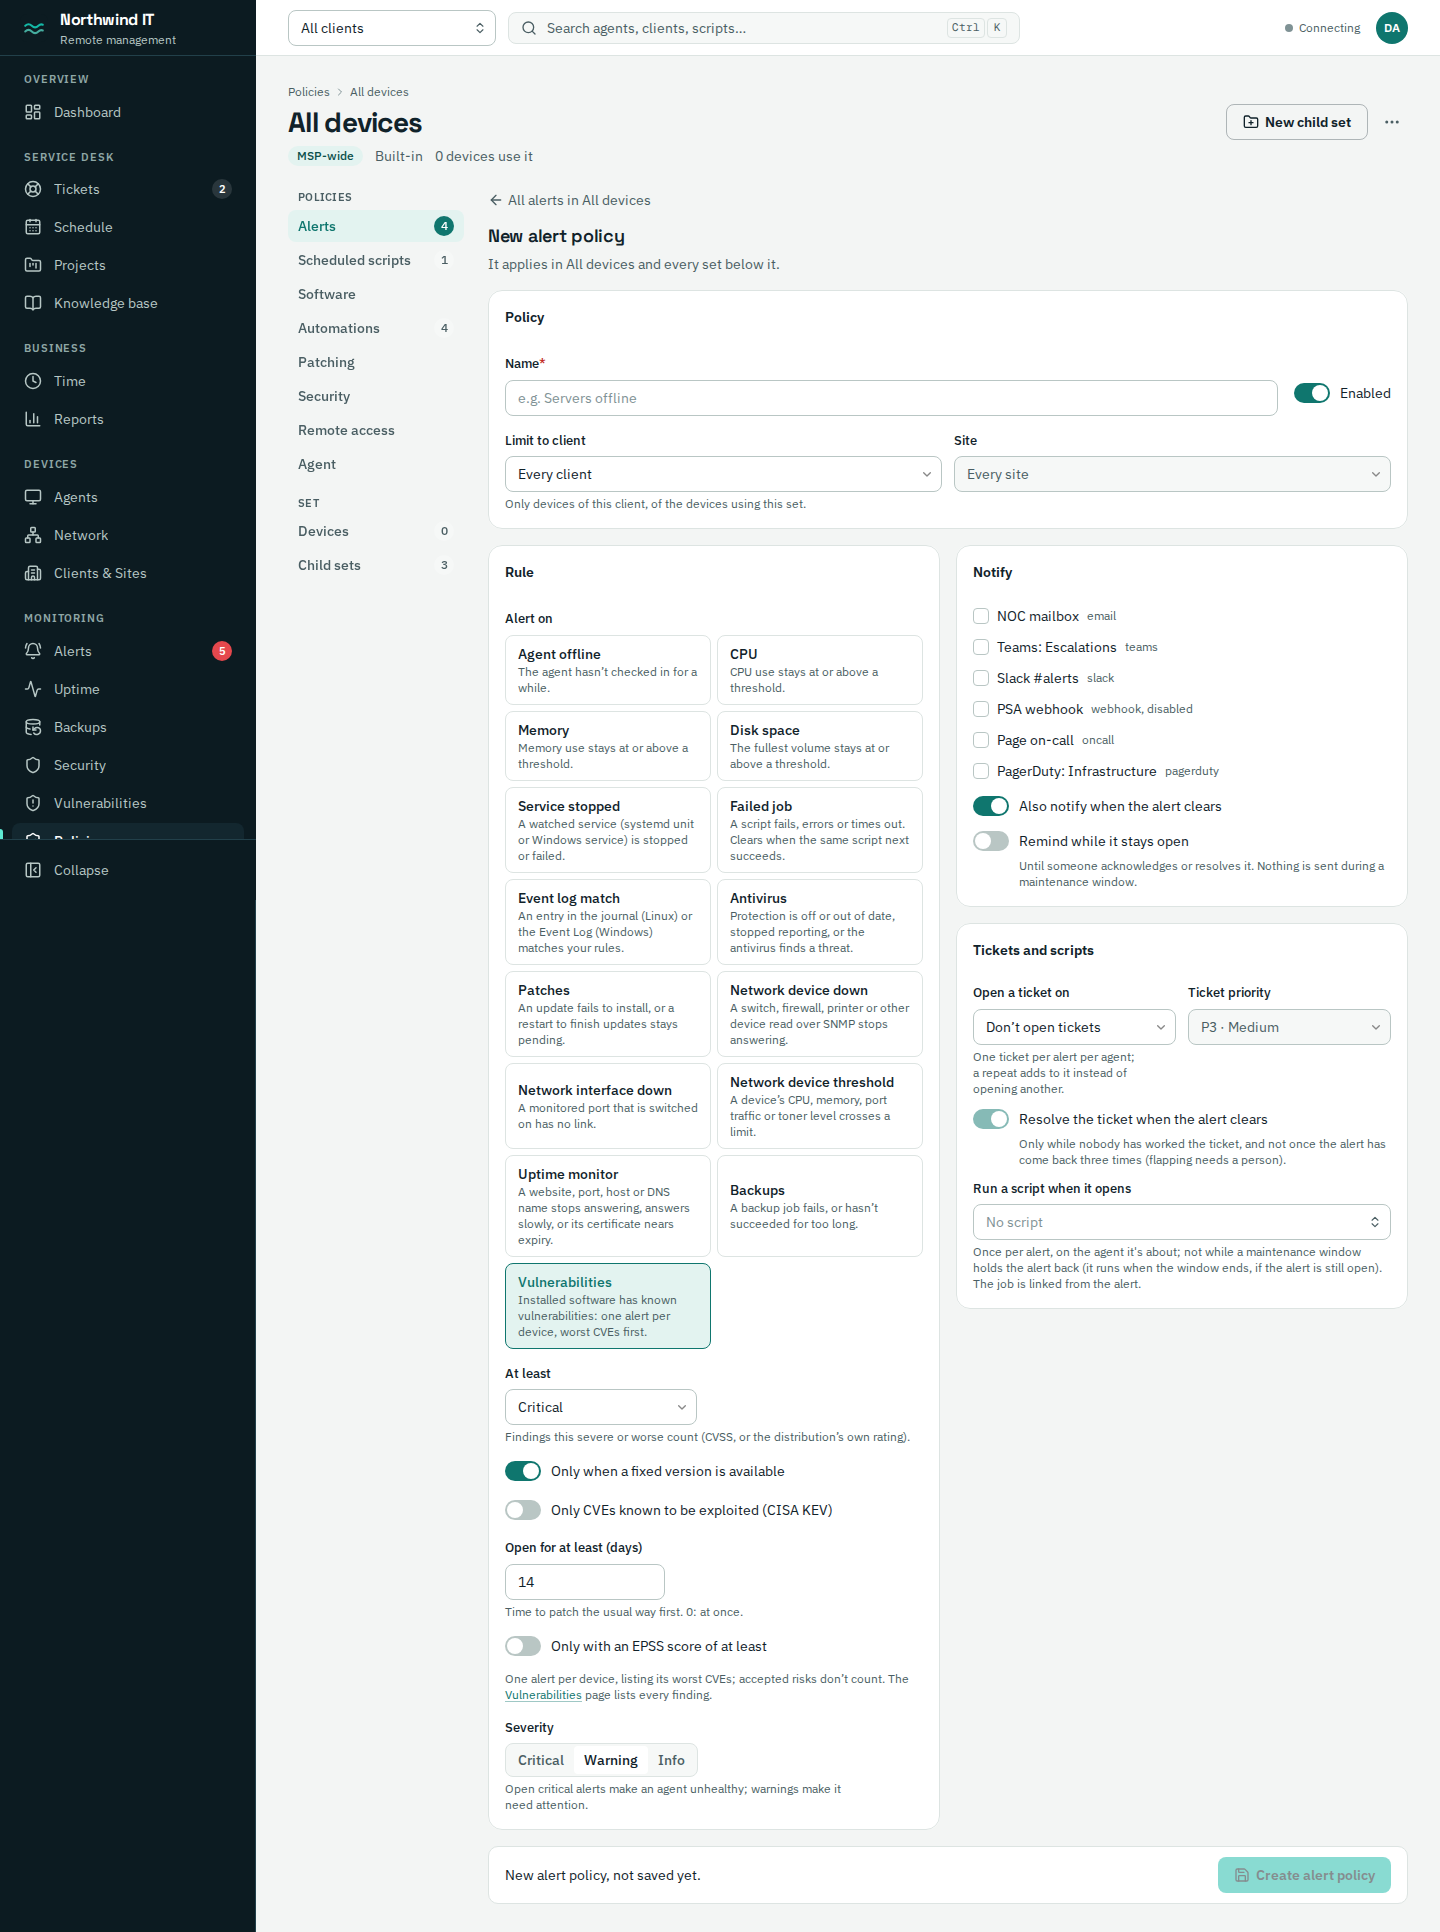 Northwind IT
Remote management
OVERVIEW
Dashboard
SERVICE DESK
Tickets 2
Schedule
Projects
Knowledge base
BUSINESS
Time
Reports
DEVICES
Agents
Network
Clients & Sites
MONITORING
Alerts 5
Uptime
Backups
Security
Vulnerabilities
Collapse
All clients
Search agents, clients, scripts...
Ctrl K
Connecting
DA
Policies > All devices
All devices
MSP-wide Built-in 0 devices use it
New child set
POLICIES
Alerts 4
Scheduled scripts 1
Software
Automations 4
Patching
Security
Remote access
Agent
SET
Devices 0
Child sets 3
All alerts in All devices
New alert policy
It applies in All devices and every set below it.
Policy
Name*
e.g. Servers offline
Enabled
Limit to client
Every client
Only devices of this client, of the devices using this set.
Site
Every site
Rule
Alert on
Agent offline
The agent hasn’t checked in for a
while.
CPU
CPU use stays at or above a
threshold.
Memory
Memory use stays at or above a
threshold.
Disk space
The fullest volume stays at or
above a threshold.
Service stopped
A watched service (systemd unit
or Windows service) is stopped
or failed.
Failed job
A script fails, errors or times out.
Clears when the same script next
succeeds.
Event log match
An entry in the journal (Linux) or
the Event Log (Windows)
matches your rules.
Antivirus
Protection is off or out of date,
stopped reporting, or the
antivirus finds a threat.
Patches
An update fails to install, or a
restart to finish updates stays
pending.
Network device down
A switch, firewall, printer or other
device read over SNMP stops
answering.
Network interface down
A monitored port that is switched
on has no link.
Network device threshold
A device’s CPU, memory, port
traffic or toner level crosses a
limit.
Uptime monitor
A website, port, host or DNS
name stops answering, answers
slowly, or its certificate nears
expiry.
Backups
A backup job fails, or hasn’t
succeeded for too long.
Vulnerabilities
Installed software has known
vulnerabilities: one alert per
device, worst CVEs first.
At least
Critical
Findings this severe or worse count (CVSS, or the distribution’s own rating).
Only when a fixed version is available
Only CVEs known to be exploited (CISA KEV)
Open for at least (days)
14
Time to patch the usual way first. 0: at once.
Only with an EPSS score of at least
One alert per device, listing its worst CVEs; accepted risks don’t count. The
Vulnerabilities page lists every finding.
Severity
Critical Warning Info
Open critical alerts make an agent unhealthy; warnings make it
need attention.
Notify
NOC mailbox email
Teams: Escalations teams
Slack #alerts slack
PSA webhook webhook, disabled
Page on-call oncall
PagerDuty: Infrastructure pagerduty
Also notify when the alert clears
Remind while it stays open
Until someone acknowledges or resolves it. Nothing is sent during a
maintenance window.
Tickets and scripts
Open a ticket on
Don’t open tickets
One ticket per alert per agent;
a repeat adds to it instead of
opening another.
Ticket priority
P3 · Medium
Resolve the ticket when the alert clears
Only while nobody has worked the ticket, and not once the alert has
come back three times (flapping needs a person).
Run a script when it opens
No script
Once per alert, on the agent it's about; not while a maintenance window
holds the alert back (it runs when the window ends, if the alert is still open).
The job is linked from the alert.
New alert policy, not saved yet.
Create alert policy